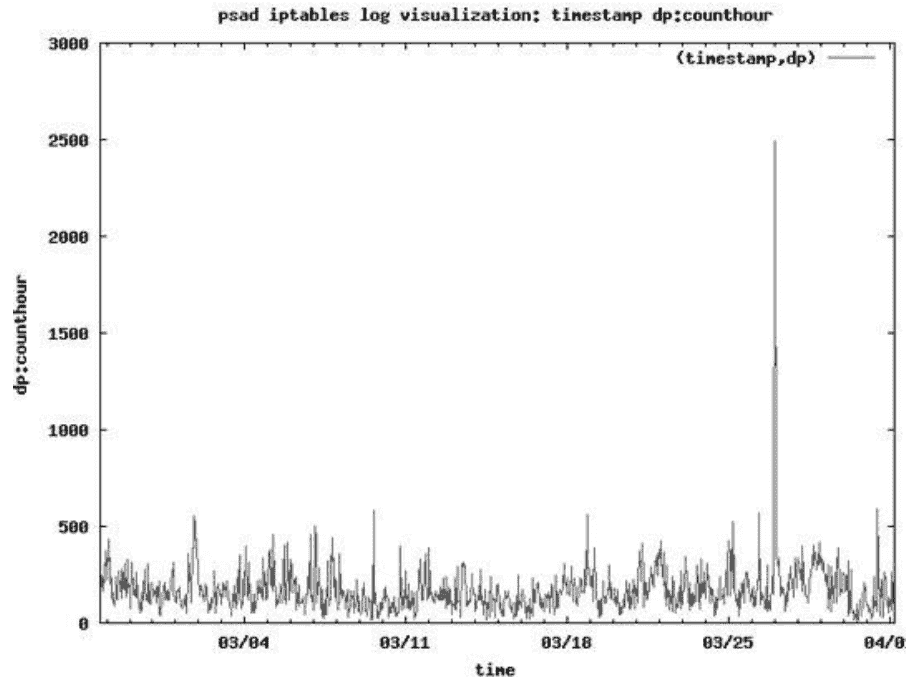 psad iptables log visualization: timestamp dp:counthour
(timestamp,dp)
3000
2500
2000
1500
1000
500
0
dp:counthour
03/04 03/11 03/18 03/25 04/0
time